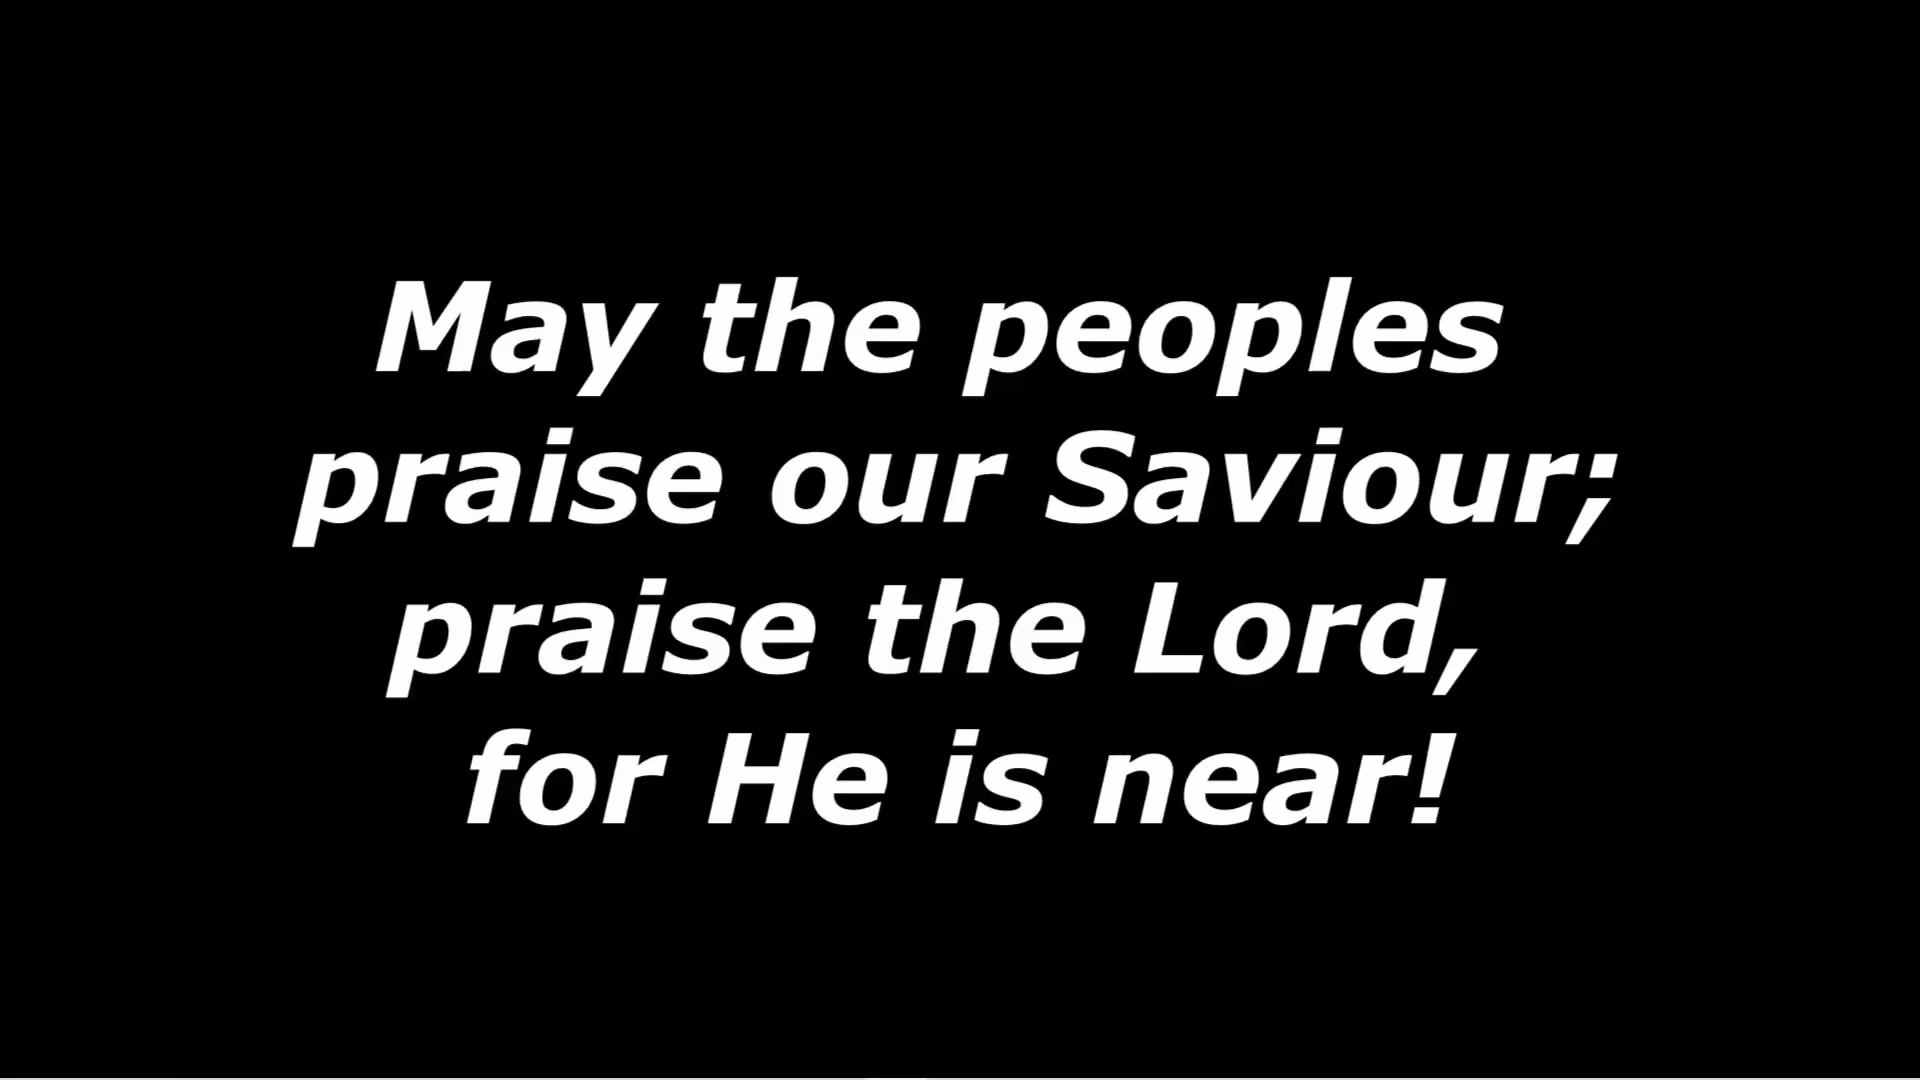 May the peoples
praise our Saviour;
praise the Lord,
for He is near!